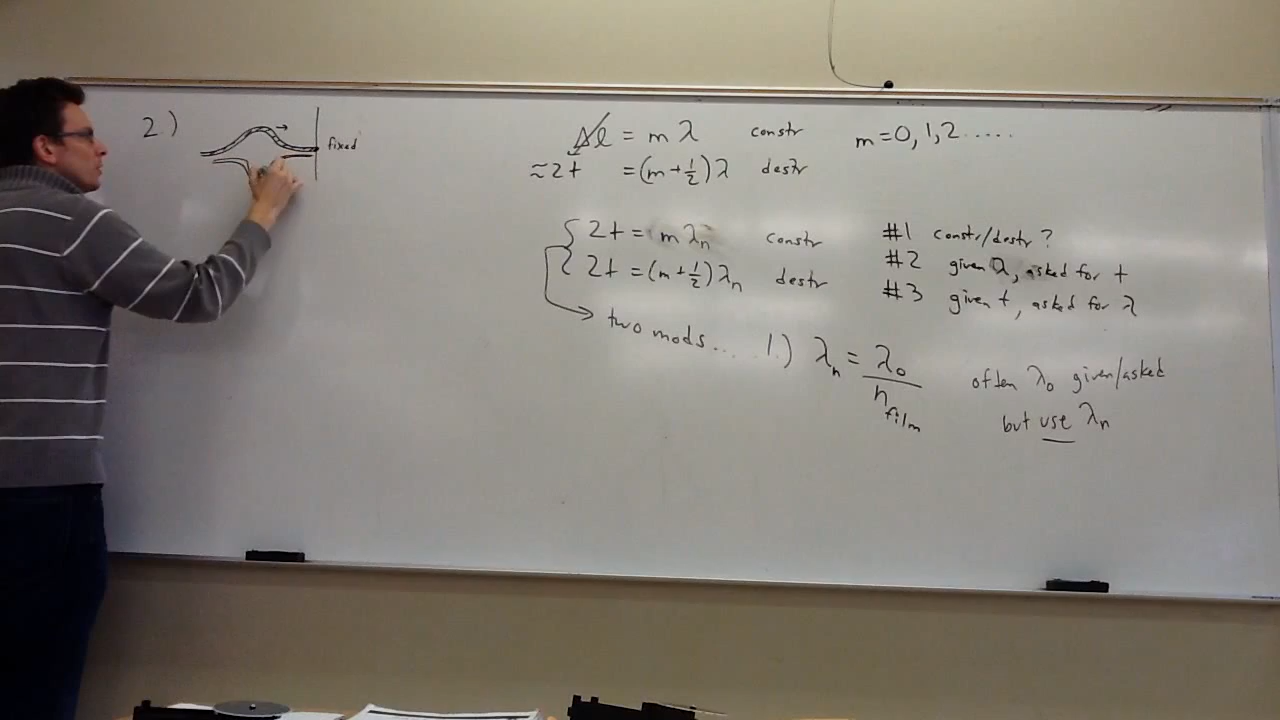 2.)
fixed
Δl = mλ constr m=0,1,2.....
≈2t =(m+½)λ destr
2t = mλₙ constr
2t =(m+½)λₙ destr
#1 constr/destr?
#2 given λ, asked for t
#3 given t, asked for λ
two mods.... 1.) λₙ = λ₀/n film
often λ₀ given/asked
but use λₙ